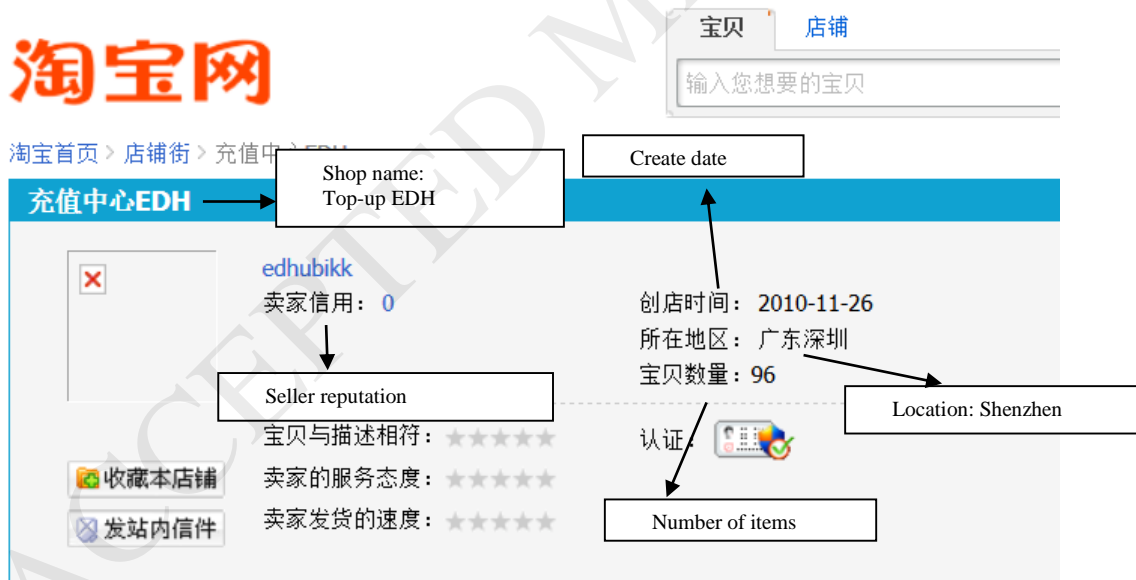 淘宝网
宝贝 店铺
输入您想要的宝贝
淘宝首页 > 店铺街 > 充值中心EDH
Create date
Shop name:
Top-up EDH
充值中心EDH
edhubikk
卖家信用: 0
创店时间: 2010-11-26
所在地区: 广东深圳
宝贝数量: 96
Seller reputation
Location: Shenzhen
宝贝与描述相符:
认证:
收藏本店铺
卖家的服务态度:
发站内信件
卖家发货的速度:
Number of items
ACCEPTED M